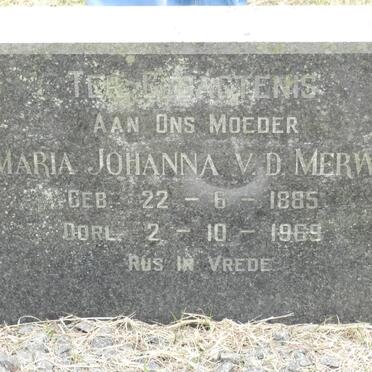 TER GEDAGTENIS
AAN ONS MOEDER
MARIA JOHANNA V. D. MERW
GEB. 22 - 6 - 1885
OORL. 2 - 10 - 1969
RUS IN VREDE